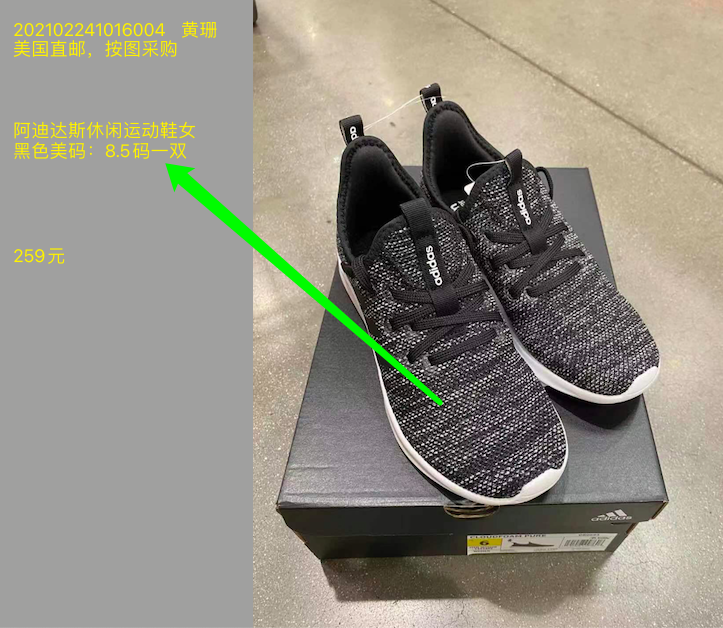 202102241016004 黄珊
美国直邮，按图采购
阿迪达斯休闲运动鞋女
黑色美码：8.5码一双
259元
adidas
adidas
adidas
CLOUDFOAM PURE
6